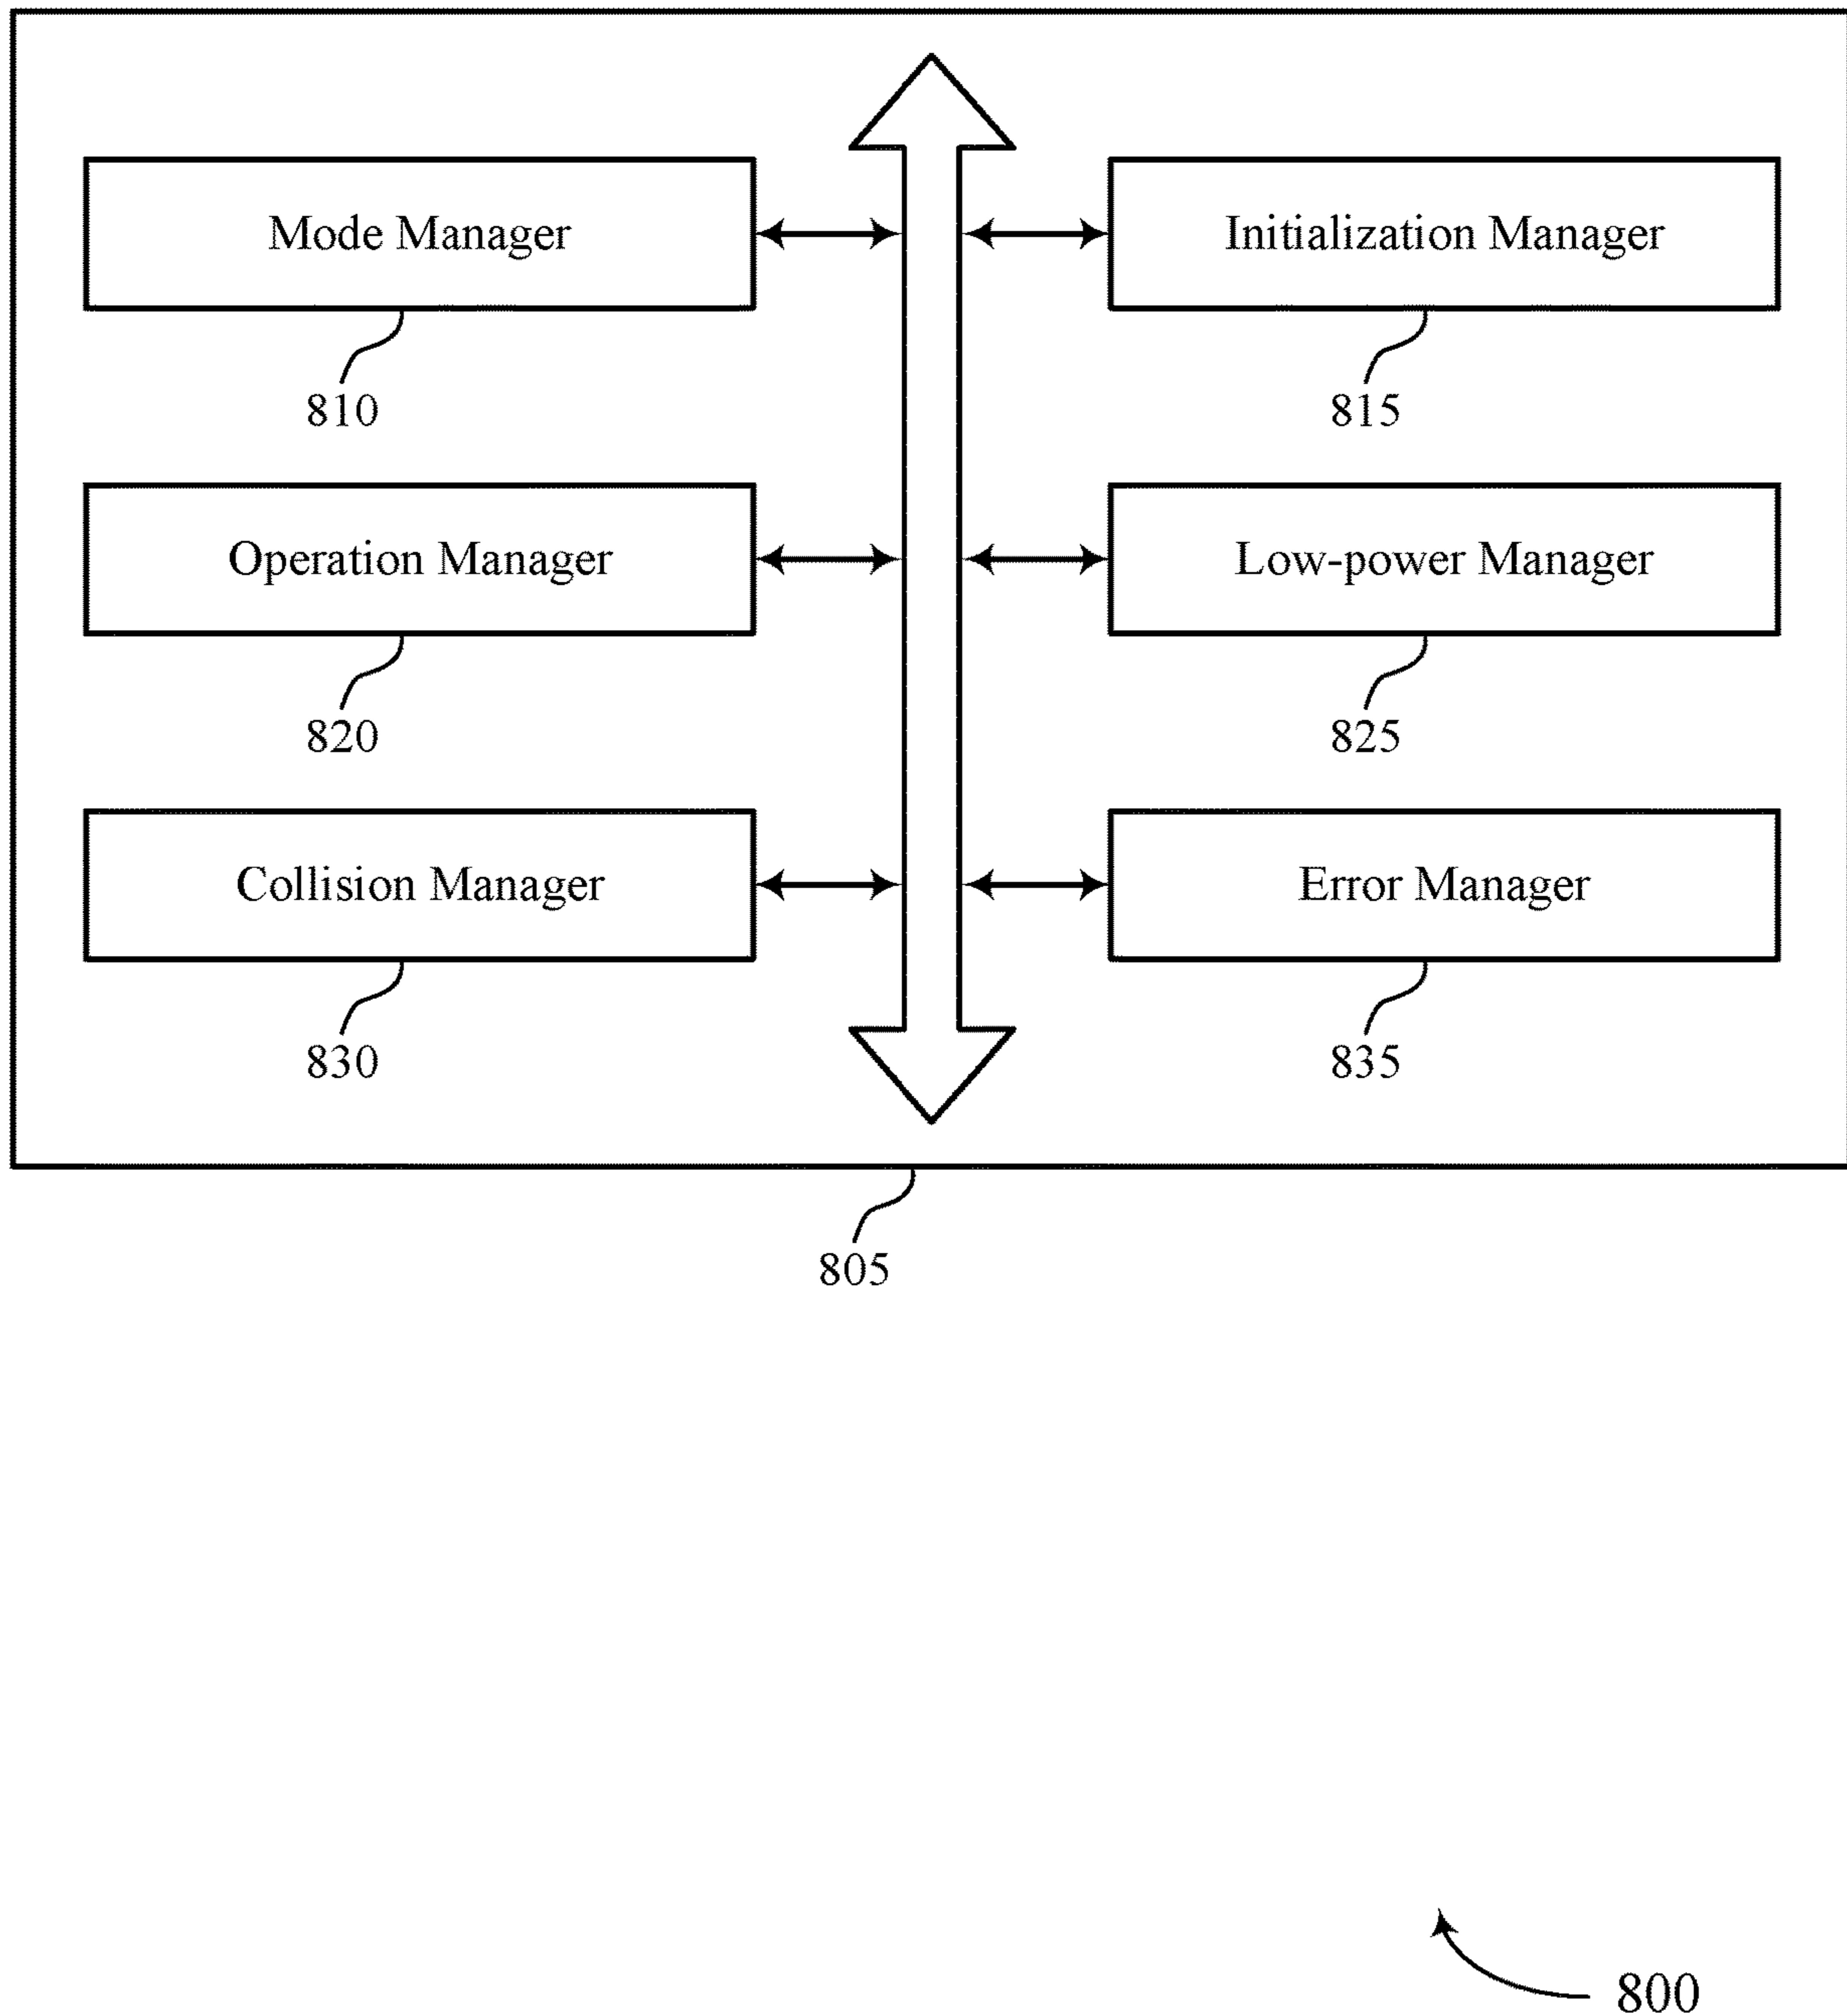 Mode Manager
Initialization Manager
810
815
Operation Manager
Low-power Manager
820
825
Collision Manager
Error Manager
830
835
805
800